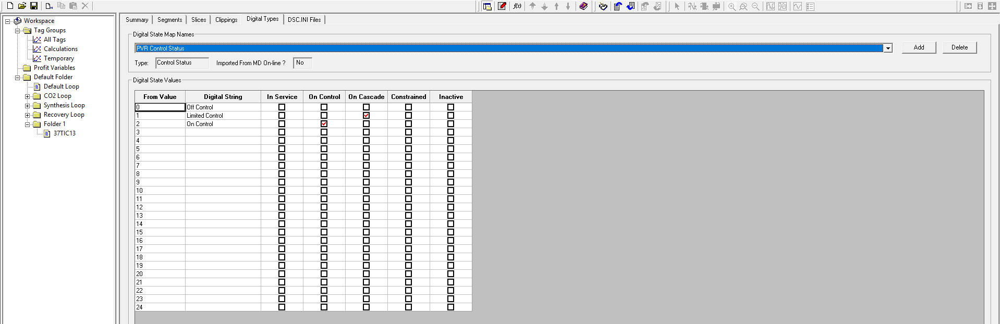 f(x)
Workspace
Tag Groups
All Tags
Calculations
Temporary
Profit Variables
Default Folder
Default Loop
CO2 Loop
Synthesis Loop
Recovery Loop
Folder 1
37TIC13
Summary Segments Slices Clippings Digital Types DSC.INI Files
Digital State Map Names
PVR Control Status Add Delete
Type: Control Status Imported From MD On-line ? No
Digital State Values
From Value Digital String In Service On Control On Cascade Constrained Inactive
0 Off Control
1 Limited Control
2 On Control
3
4
5
6
7
8
9
10
11
12
13
14
15
16
17
18
19
20
21
22
23
24